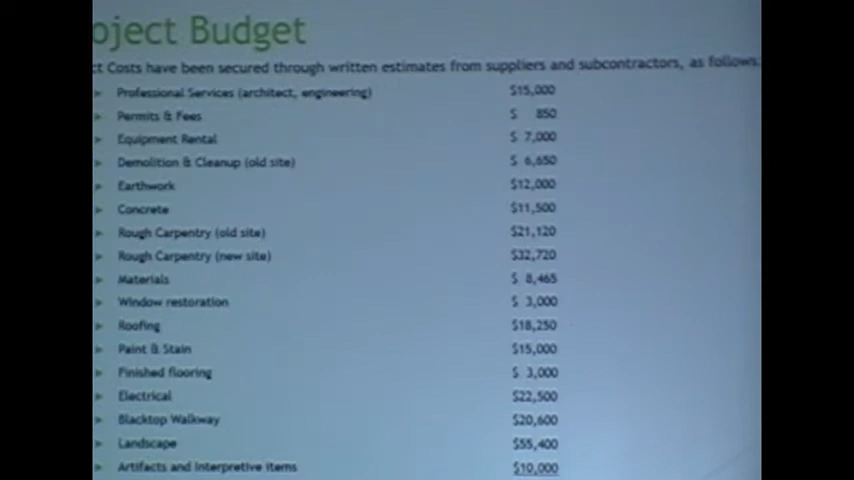 oject Budget
ct Costs have been secured through written estimates from suppliers and subcontractors, as follows.
Professional Services (architect, engineering) $15,000
Permits & Fees $ 850
Equipment Rental $ 7,000
Demolition & Cleanup (old site) $ 6,650
Earthwork $12,000
Concrete $11,500
Rough Carpentry (old site) $21,120
Rough Carpentry (new site) $32,720
Materials $ 8,465
Window restoration $ 3,000
Roofing $18,250
Paint & Stain $15,000
Finished flooring $ 3,000
Electrical $22,500
Blacktop Walkway $20,600
Landscape $55,400
Artifacts and interpretive items $10,000